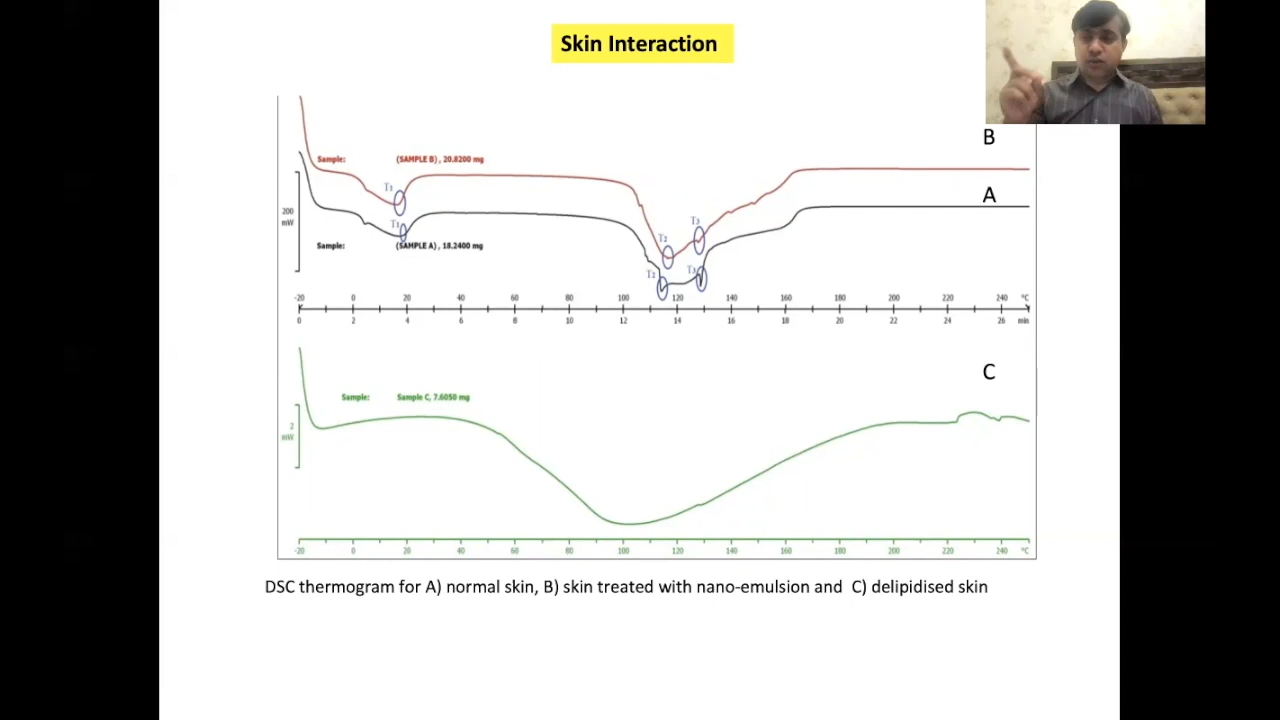 Skin Interaction
B
Sample: (SAMPLE B), 20.8200 mg
T1
A
200
mW
T1
T3
T2
Sample: (SAMPLE A), 18.2400 mg
T2
T3
-20 0 20 40 60 80 100 120 140 160 180 200 220 240 °C
0 2 4 6 8 10 12 14 16 18 20 22 24 26 min
C
Sample: Sample C, 7.6050 mg
2
mW
-20 0 20 40 60 80 100 120 140 160 180 200 220 240 °C
DSC thermogram for A) normal skin, B) skin treated with nano-emulsion and C) delipidised skin